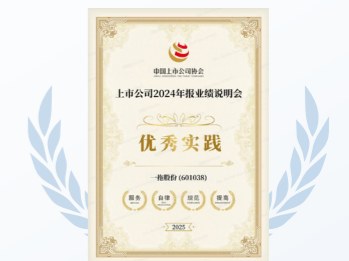 中国上市公司协会
上市公司2024年报业绩说明会
优秀实践
一拖股份 (601038)
服务 自律 规范 提高
2025